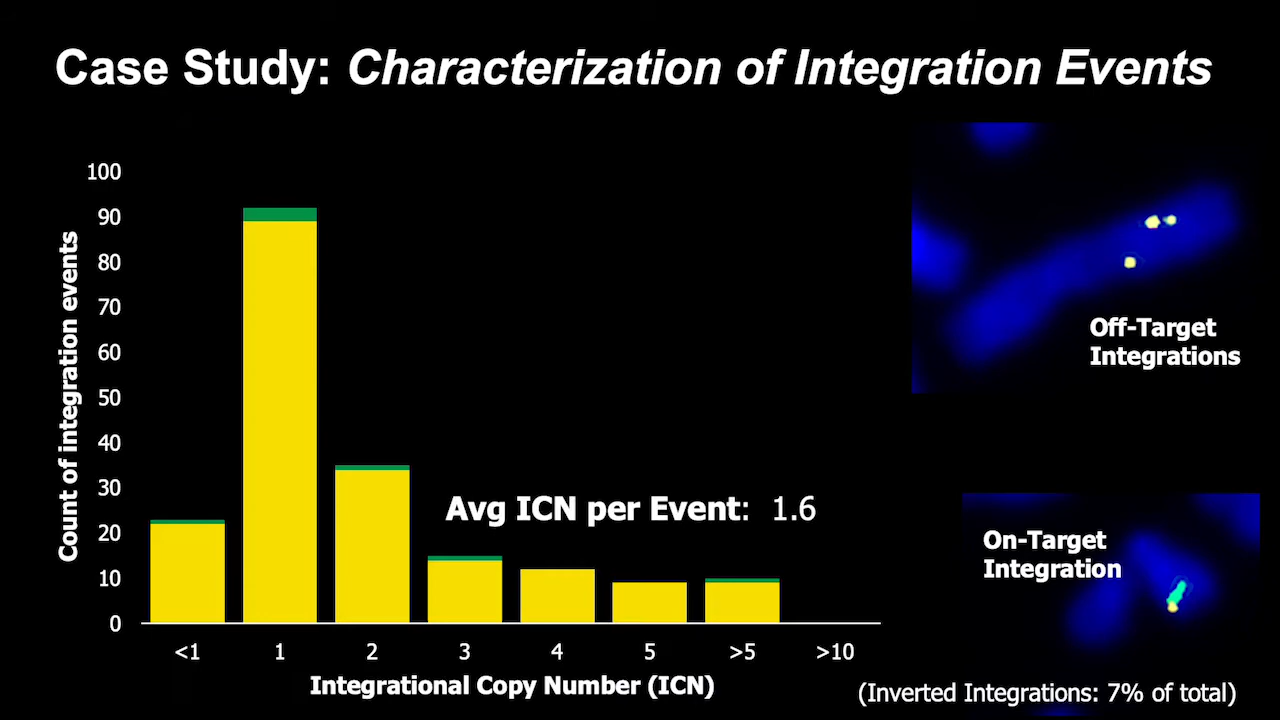 Case Study: Characterization of Integration Events
Count of integration events
100
90
80
70
60
50
40
30
20
10
0
<1 1 2 3 4 5 >5 >10
Integrational Copy Number (ICN)
Avg ICN per Event: 1.6
Off-Target
Integrations
On-Target
Integration
(Inverted Integrations: 7% of total)